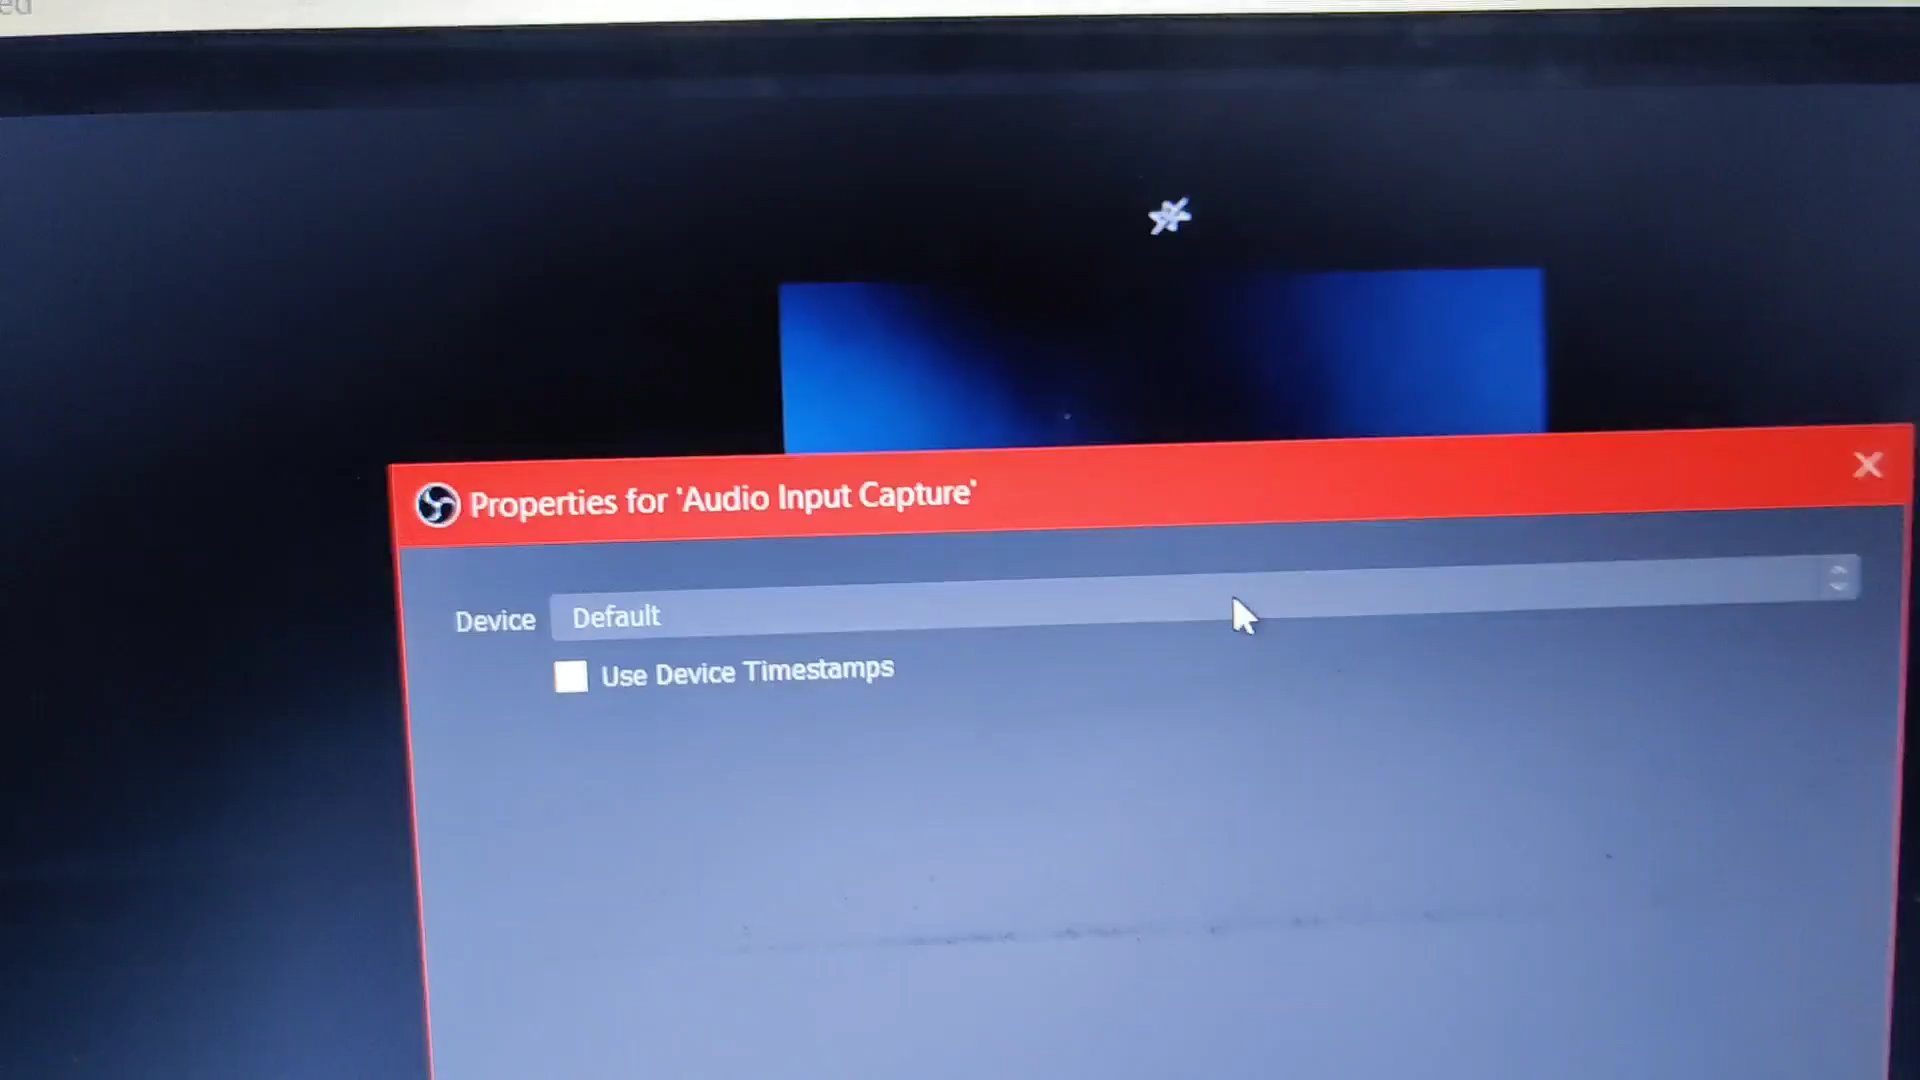 Properties for 'Audio Input Capture'
Device Default
Use Device Timestamps